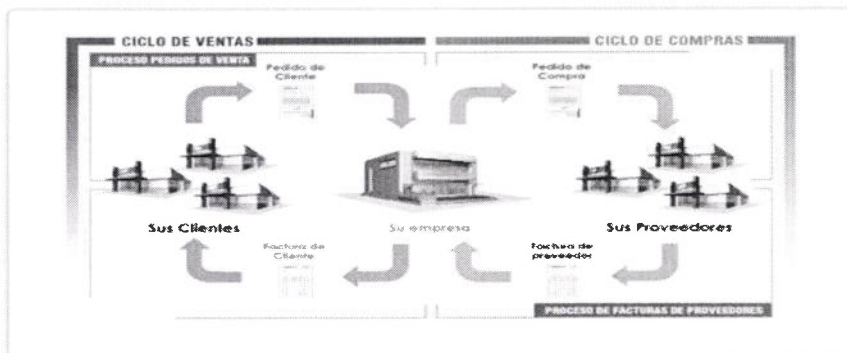 CICLO DE VENTAS
CICLO DE COMPRAS
PROCESO PEDIDOS DE VENTA
Pedido de
Cliente
Pedido de
Compra
Sus Clientes
Su empresa
Sus Proveedores
Factura de
Cliente
Factura de
proveedor
PROCESO DE FACTURAS DE PROVEEDORES